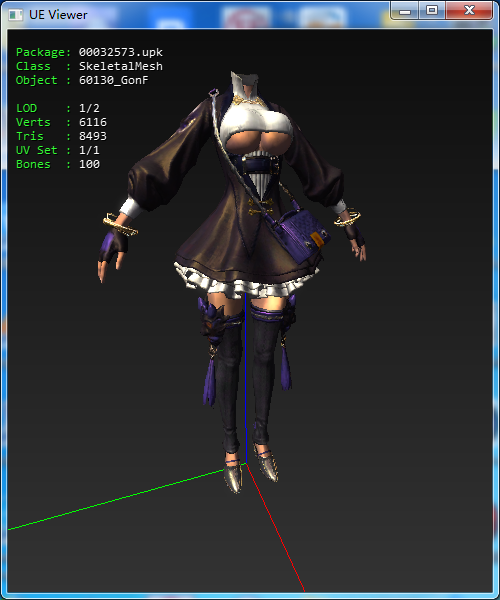 UE Viewer
Package: 00032573.upk
Class : SkeletalMesh
Object : 60130_GonF
LOD : 1/2
Verts : 6116
Tris : 8493
UV Set : 1/1
Bones : 100